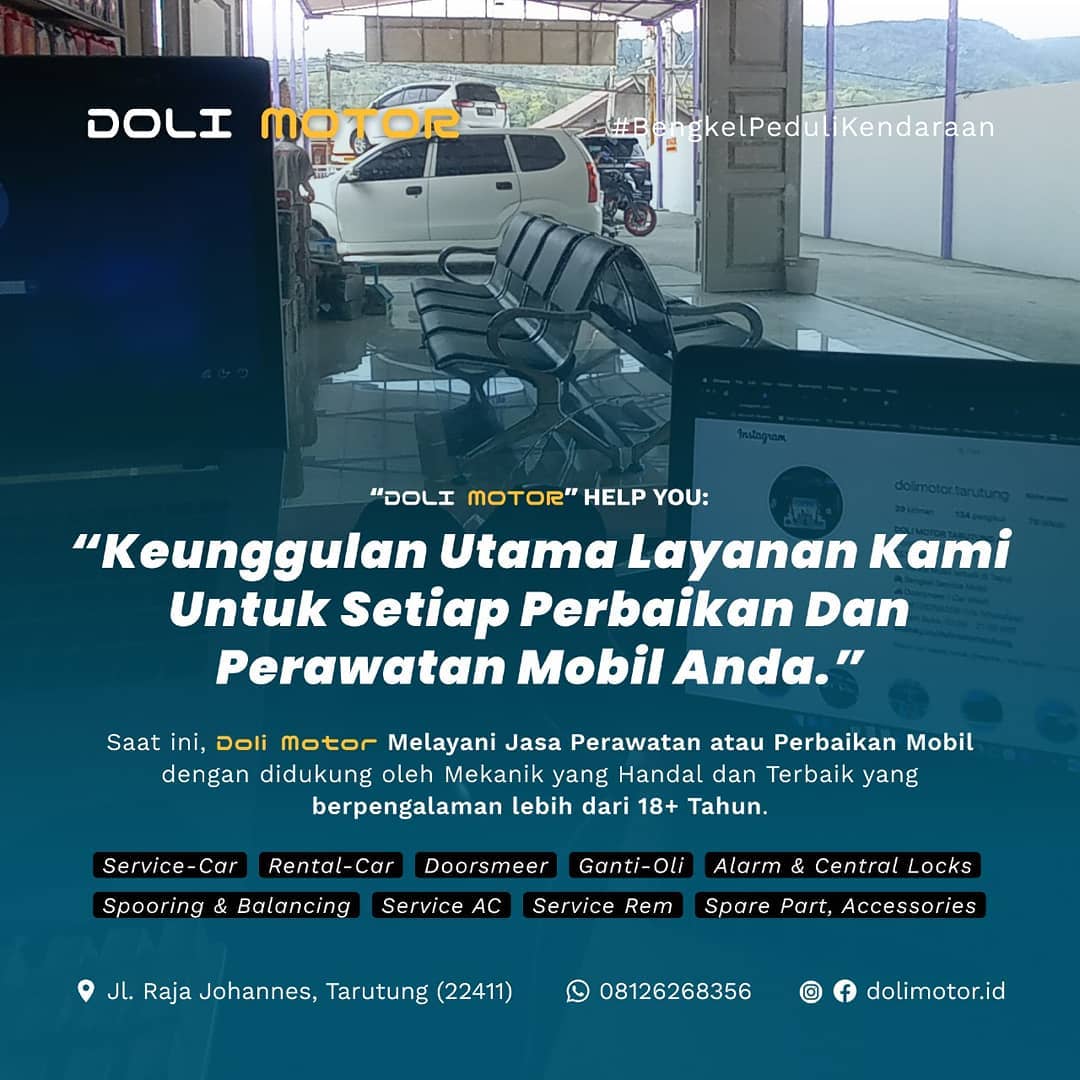 DOLI MOTOR
#BengkelPeduliKendaraan
Instagram
dolimotor.tarutung
"DOLI MOTOR" HELP YOU:
"Keunggulan Utama Layanan Kami
Untuk Setiap Perbaikan Dan
Perawatan Mobil Anda."
Saat ini, Doli Motor Melayani Jasa Perawatan atau Perbaikan Mobil
dengan didukung oleh Mekanik yang Handal dan Terbaik yang
berpengalaman lebih dari 18+ Tahun.
Service-Car Rental-Car Doorsmeer Ganti-Oli Alarm & Central Locks
Spooring & Balancing Service AC Service Rem Spare Part, Accessories
Jl. Raja Johannes, Tarutung (22411) 08126268356 dolimotor.id